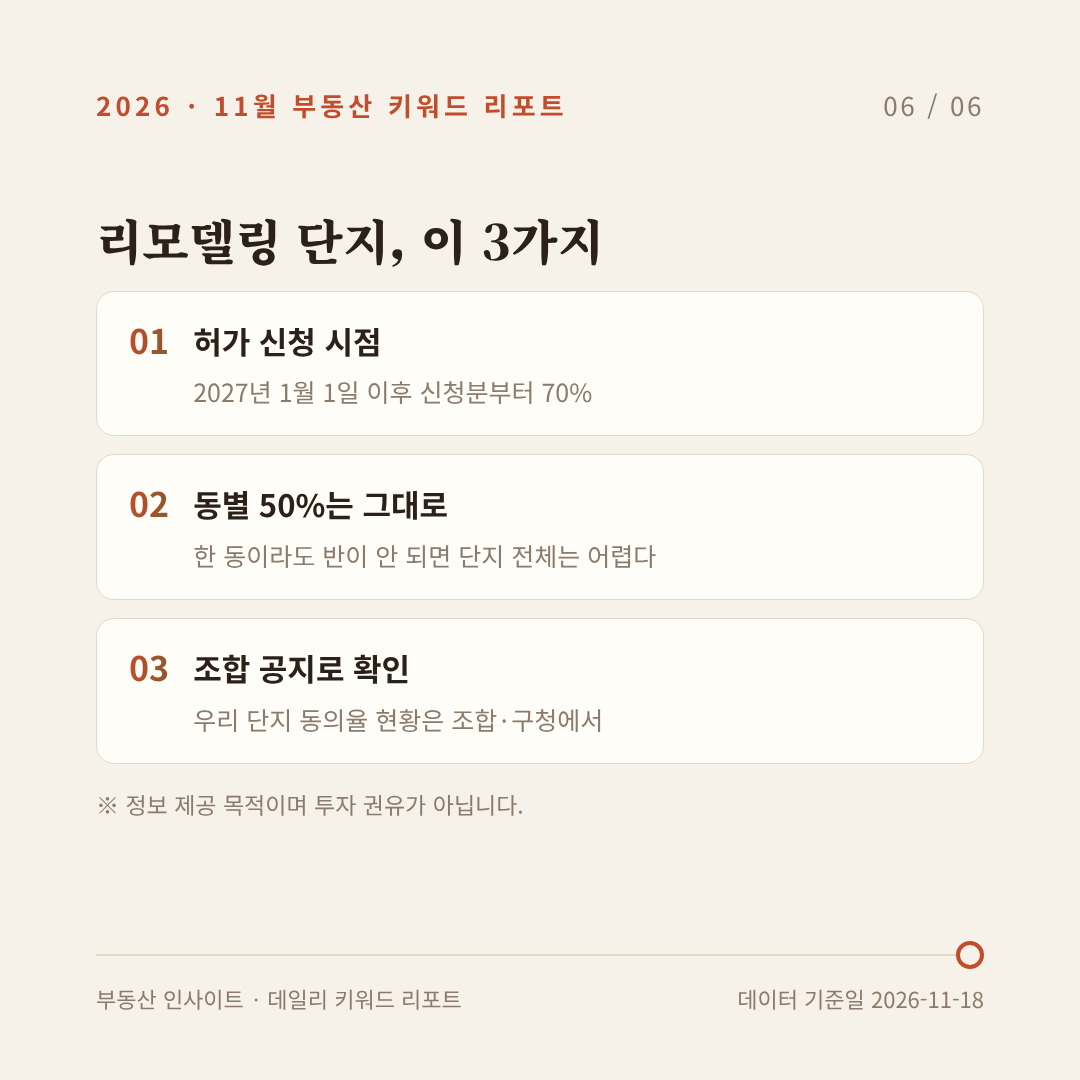 2026 · 11월 부동산 키워드 리포트
06 / 06
리모델링 단지, 이 3가지
01 허가 신청 시점
2027년 1월 1일 이후 신청분부터 70%
02 동별 50%는 그대로
한 동이라도 반이 안 되면 단지 전체는 어렵다
03 조합 공지로 확인
우리 단지 동의율 현황은 조합·구청에서
※ 정보 제공 목적이며 투자 권유가 아닙니다.
부동산 인사이트 · 데일리 키워드 리포트
데이터 기준일 2026-11-18